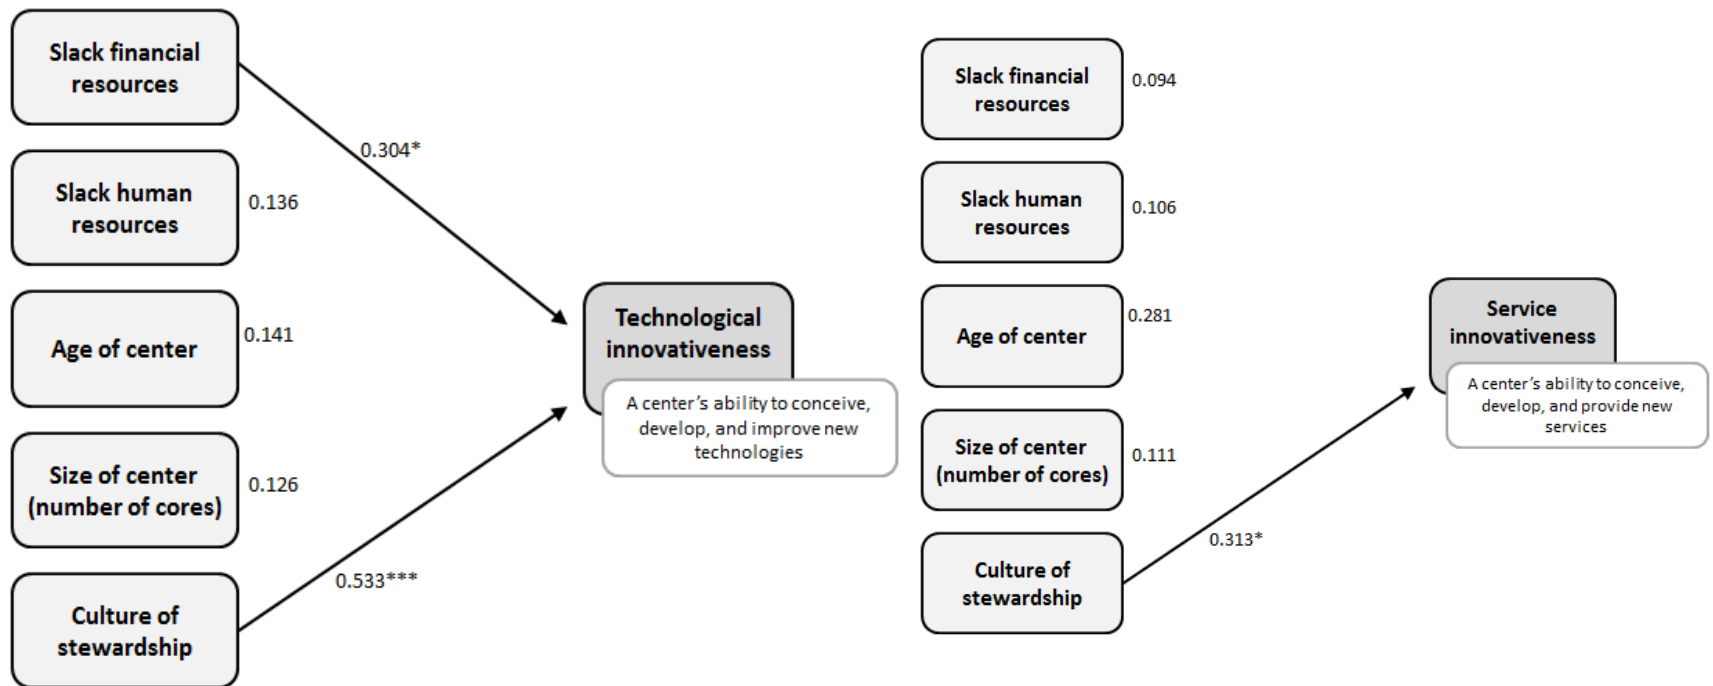 Slack financial
resources
0.304*
Slack human
resources
0.136
Age of center
0.141
Size of center
(number of cores)
0.126
Culture of
stewardship
0.533***
Technological
innovativeness
A center's ability to conceive,
develop, and improve new
technologies
Slack financial
resources
0.094
Slack human
resources
0.106
Age of center
0.281
Size of center
(number of cores)
0.111
Culture of
stewardship
0.313*
Service
innovativeness
A center's ability to conceive,
develop, and provide new
services